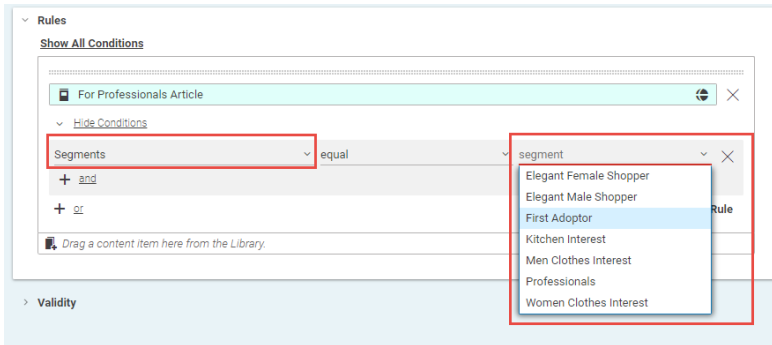 Rules
Show All Conditions
For Professionals Article
Hide Conditions
Segments equal segment
and
or
Rule
Elegant Female Shopper
Elegant Male Shopper
First Adoptor
Kitchen Interest
Men Clothes Interest
Professionals
Women Clothes Interest
Drag a content item here from the Library.
Validity